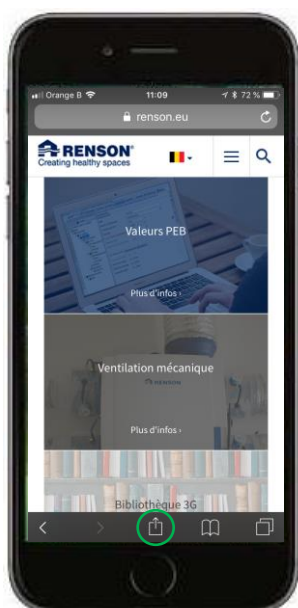 Orange B 11:09 72 %
renson.eu
RENSON
Creating healthy spaces
Valeurs PEB
Plus d'infos ›
Ventilation mécanique
RENSON
Plus d'infos ›
Bibliothèque 3G